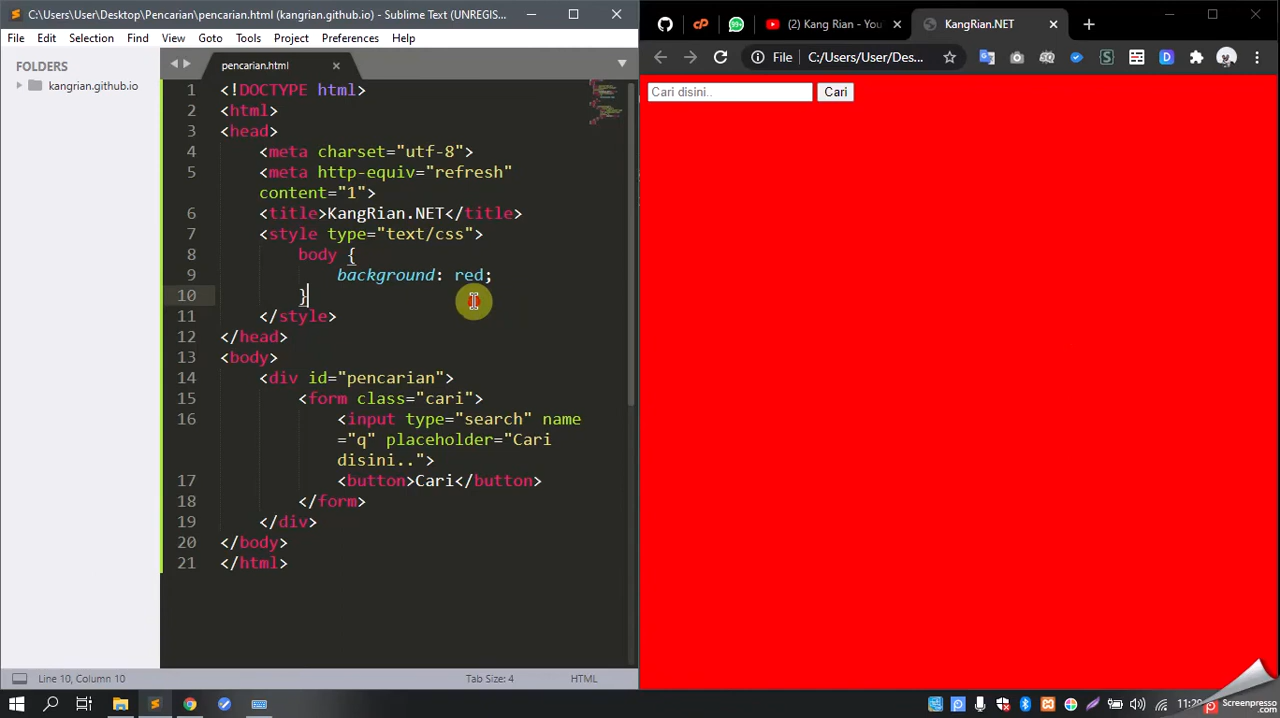 C:\Users\User\Desktop\Pencarian\pencarian.html (kangrian.github.io) - Sublime Text (UNREGIS...
File Edit Selection Find View Goto Tools Project Preferences Help
FOLDERS
kangrian.github.io
pencarian.html
1 <!DOCTYPE html>
2 <html>
3 <head>
4 <meta charset="utf-8">
5 <meta http-equiv="refresh"
content="1">
6 <title>KangRian.NET</title>
7 <style type="text/css">
8 body {
9 background: red;
10 }
11 </style>
12 </head>
13 <body>
14 <div id="pencarian">
15 <form class="cari">
16 <input type="search" name
="q" placeholder="Cari
disini..">
17 <button>Cari</button>
18 </form>
19 </div>
20 </body>
21 </html>
Line 10, Column 10
Tab Size: 4
HTML
(2) Kang Rian - You
KangRian.NET
File C:/Users/User/Des...
Cari disini..
Cari
Screenpresso
.com